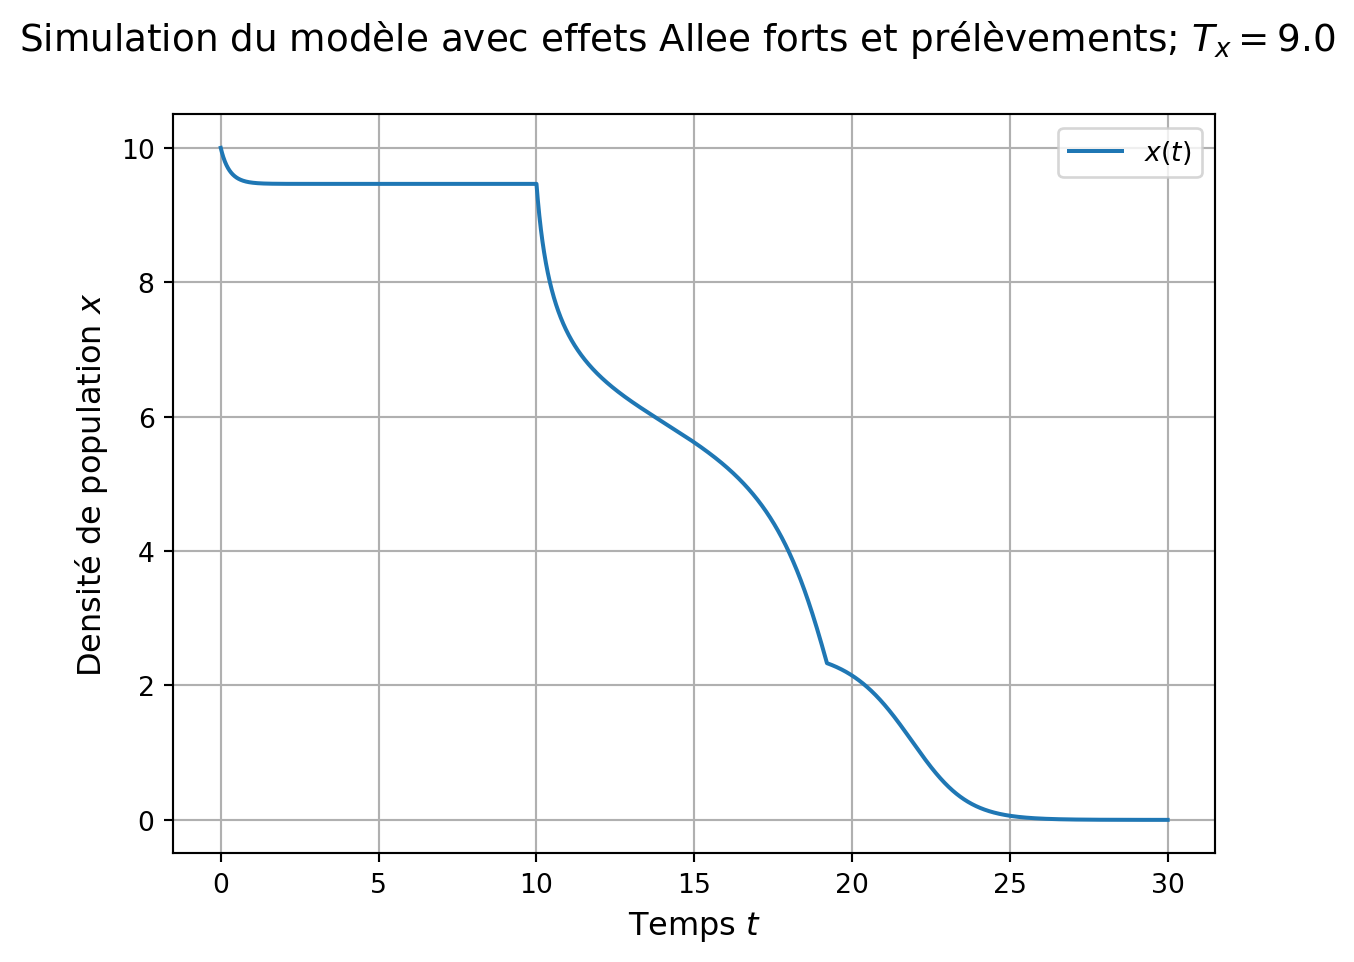 Simulation du modèle avec effets Allee forts et prélèvements; $T_x = 9.0$
x(t)
10
8
6
4
2
0
Densité de population x
0 5 10 15 20 25 30
Temps t